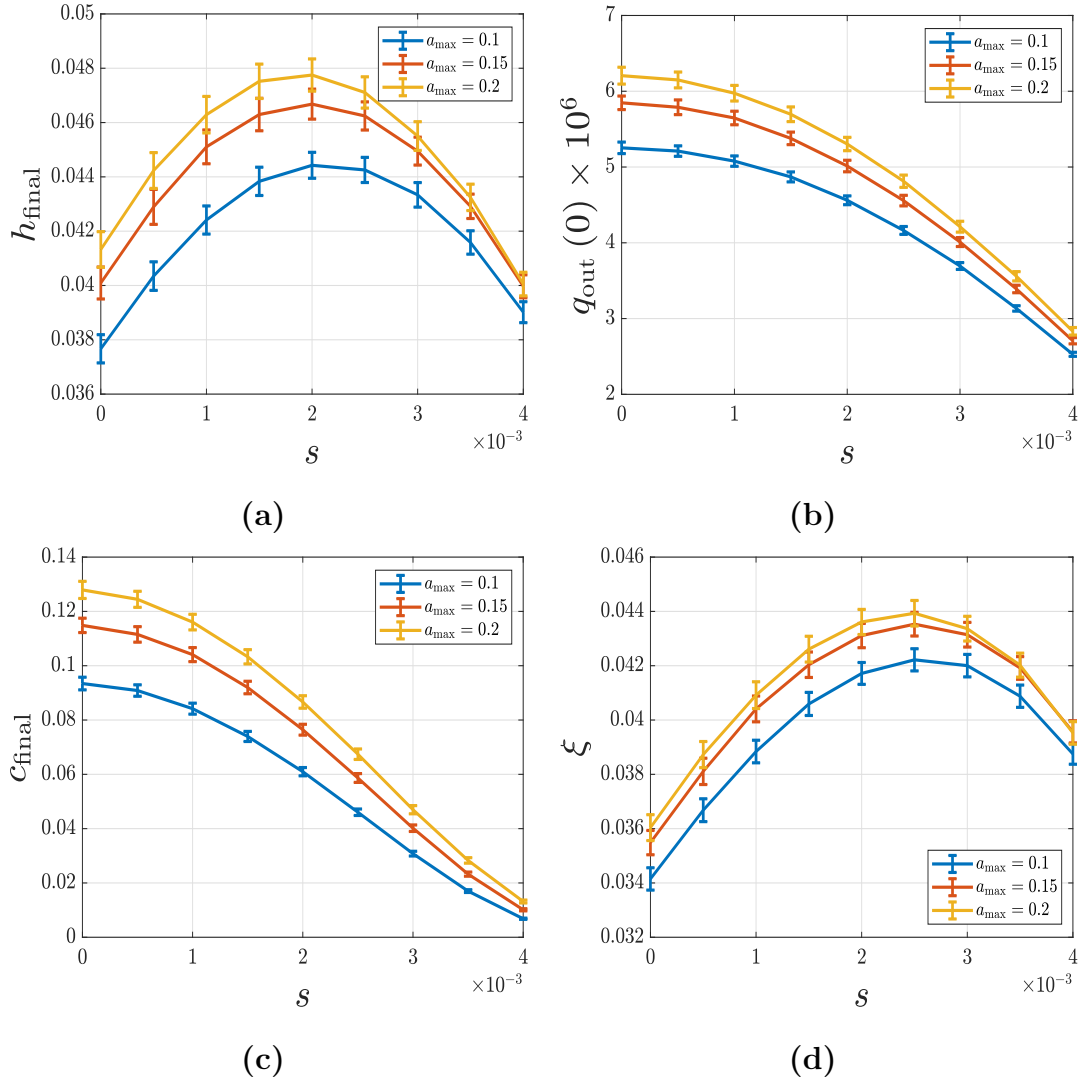 0.05
0.048
0.046
0.044
0.042
0.04
0.038
0.036
h_final
0 1 2 3 4
×10⁻³
s
a_max = 0.1
a_max = 0.15
a_max = 0.2
(a)
7
6
5
4
3
2
q_out (0) × 10⁶
0 1 2 3 4
×10⁻³
s
a_max = 0.1
a_max = 0.15
a_max = 0.2
(b)
0.14
0.12
0.1
0.08
0.06
0.04
0.02
0
c_final
0 1 2 3 4
×10⁻³
s
a_max = 0.1
a_max = 0.15
a_max = 0.2
(c)
0.046
0.044
0.042
0.04
0.038
0.036
0.034
0.032
ξ
0 1 2 3 4
×10⁻³
s
a_max = 0.1
a_max = 0.15
a_max = 0.2
(d)